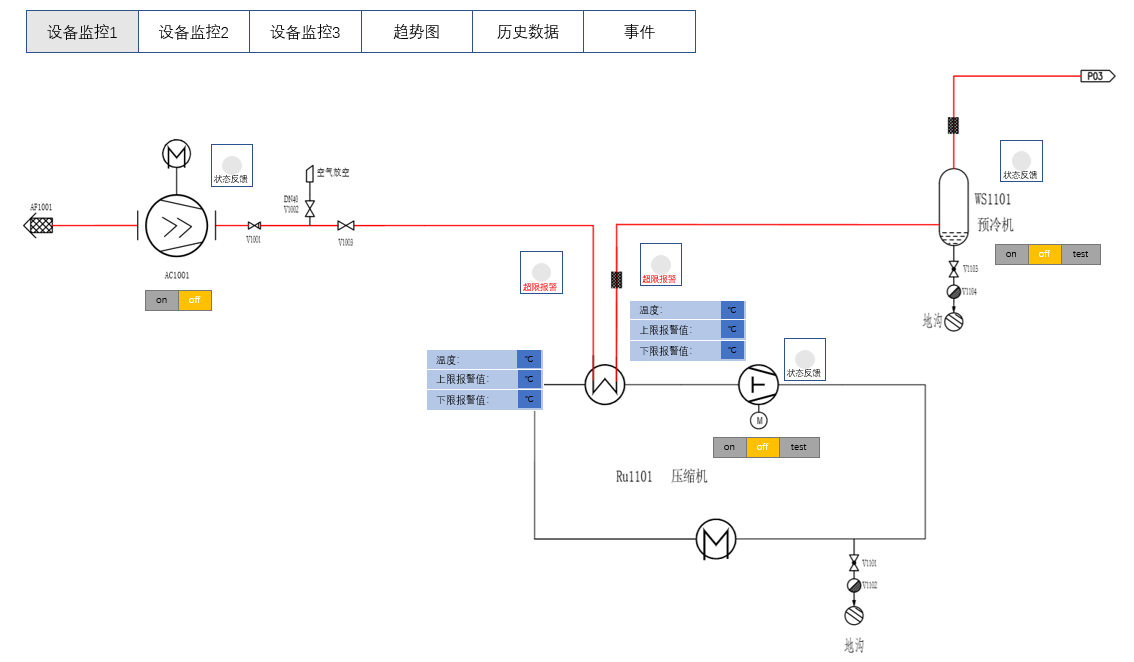 设备监控1
设备监控2
设备监控3
趋势图
历史数据
事件
P03
状态反馈
空气放空
DN40
V1002
AF1001
V1001
V1003
AC1001
on
off
状态反馈
WS1101
预冷机
on
off
test
V1103
V1104
地沟
超限报警
超限报警
温度:
℃
上限报警值:
℃
下限报警值:
℃
温度:
℃
上限报警值:
℃
下限报警值:
℃
状态反馈
M
on
off
test
Ru1101 压缩机
V1101
V1102
地沟